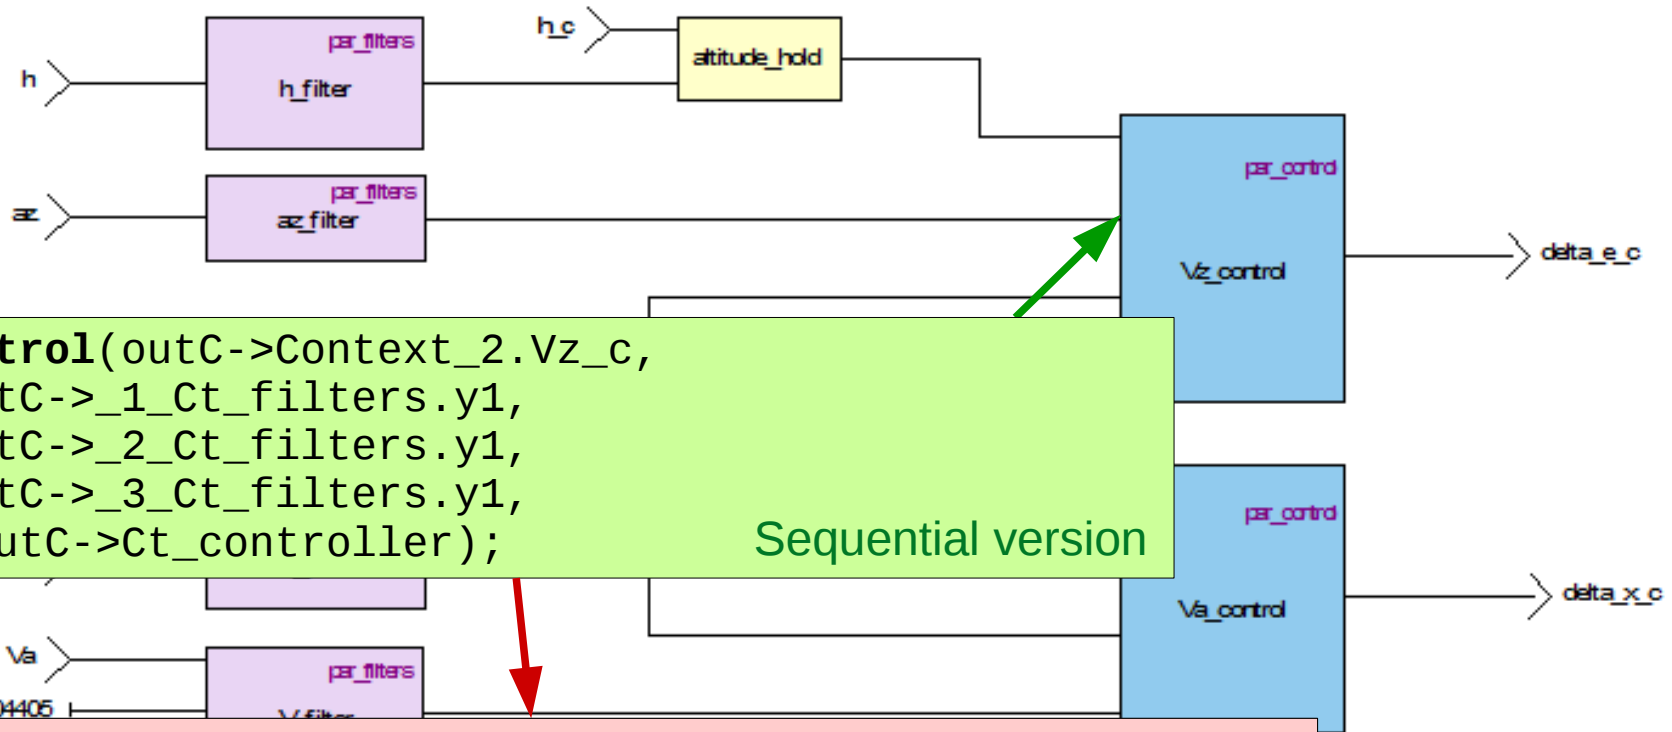 h_c
par_filters
h_filter
altitude_hold
h
par_filters
az_filter
az
par_control
Vz_control
delta_e_c
trol(outC->Context_2.Vz_c,
tC->_1_Ct_filters.y1,
tC->_2_Ct_filters.y1,
tC->_3_Ct_filters.y1,
utC->Ct_controller);
Sequential version
par_control
Va_control
delta_x_c
Va
par_filters
04405